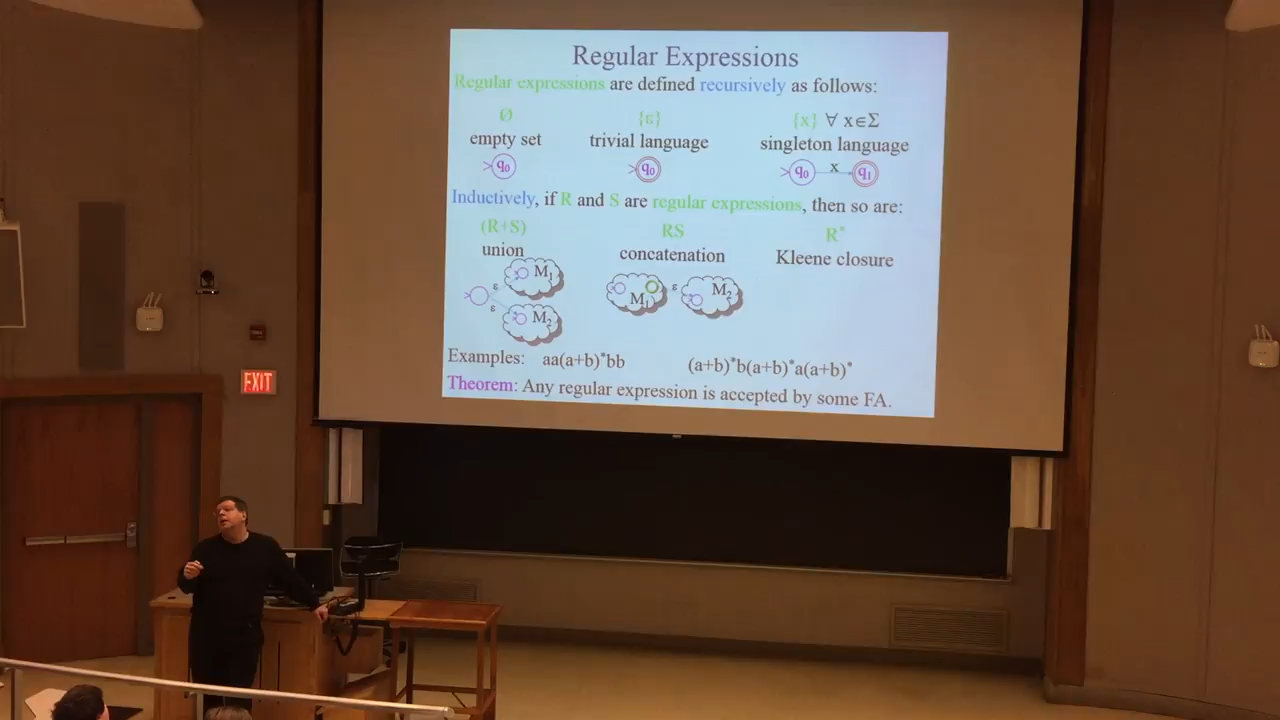 Regular Expressions
Regular expressions are defined recursively as follows:
Ø {ε} {x} ∀ x∈Σ
empty set trivial language singleton language
q₀ q₀ q₀ x q₁
Inductively, if R and S are regular expressions, then so are:
(R+S) RS R*
union concatenation Kleene closure
ε M₁ M₁ ε M₂
ε M₂
Examples: aa(a+b)*bb (a+b)*b(a+b)*a(a+b)*
Theorem: Any regular expression is accepted by some FA.
EXIT